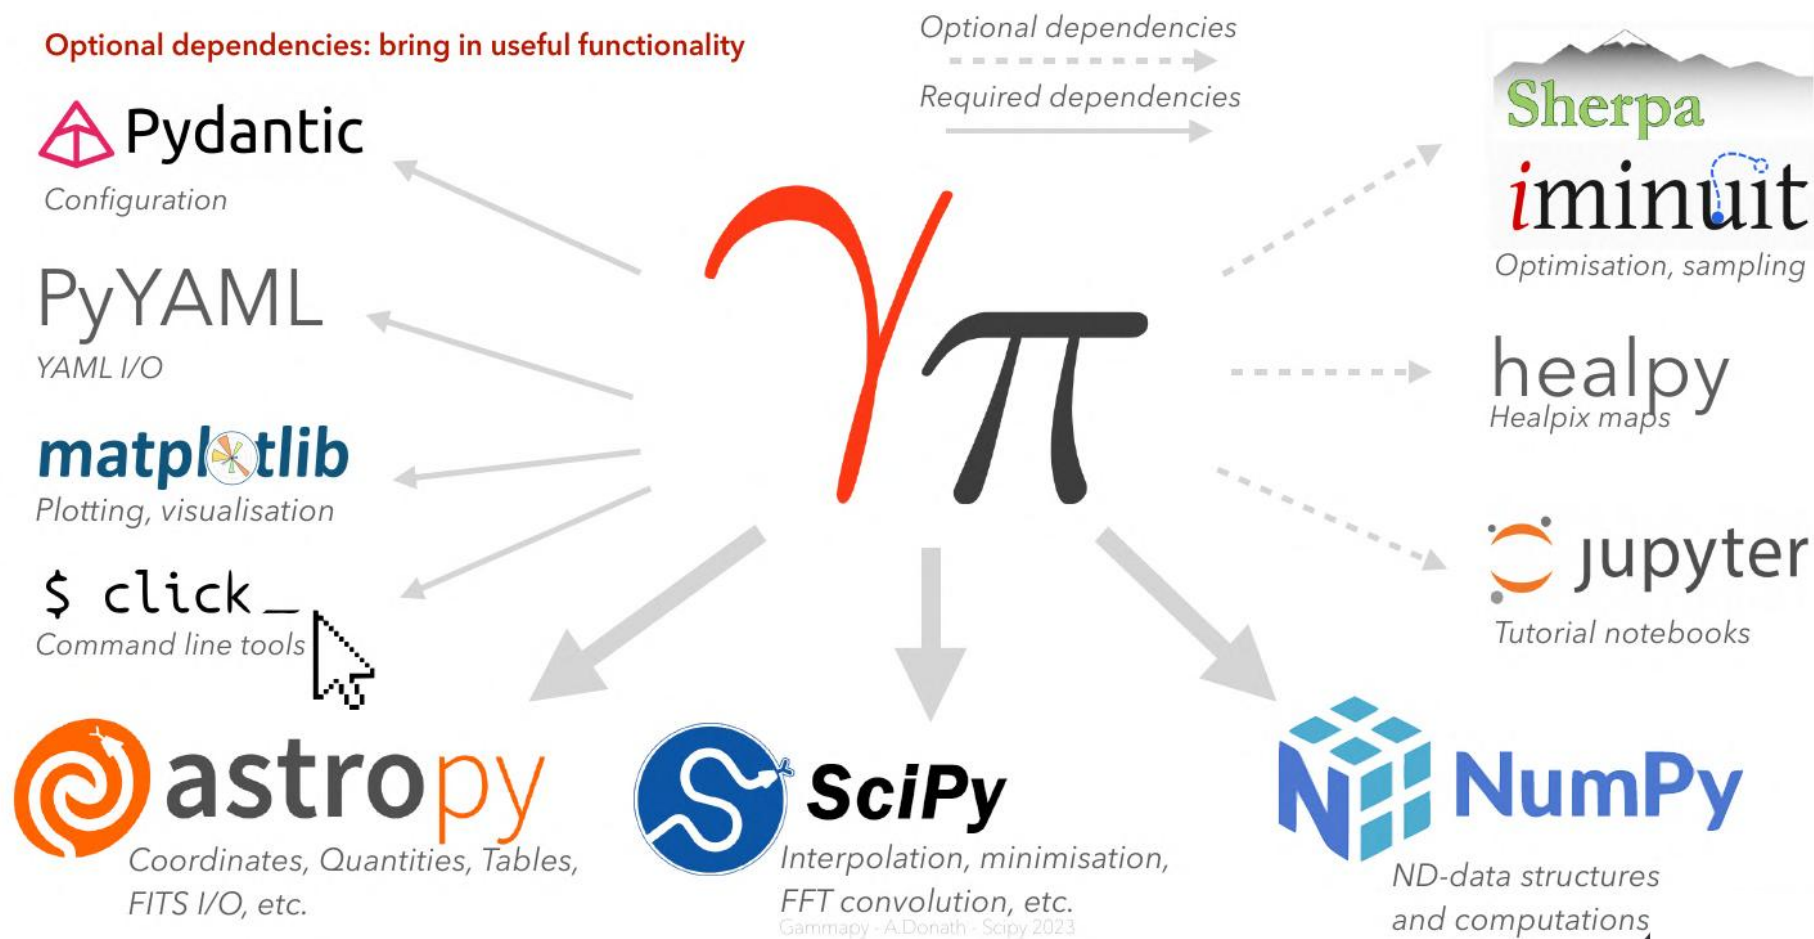 Optional dependencies: bring in useful functionality
Optional dependencies
Required dependencies
Pydantic
Configuration
PyYAML
YAML I/O
matplotlib
Plotting, visualisation
$ click_
Command line tools
γπ
Sherpa
iminuit
Optimisation, sampling
healpy
Healpix maps
jupyter
Tutorial notebooks
astropy
Coordinates, Quantities, Tables,
FITS I/O, etc.
SciPy
Interpolation, minimisation,
FFT convolution, etc.
Gammapy - A.Donath - Scipy 2023
N
NumPy
ND-data structures
and computations